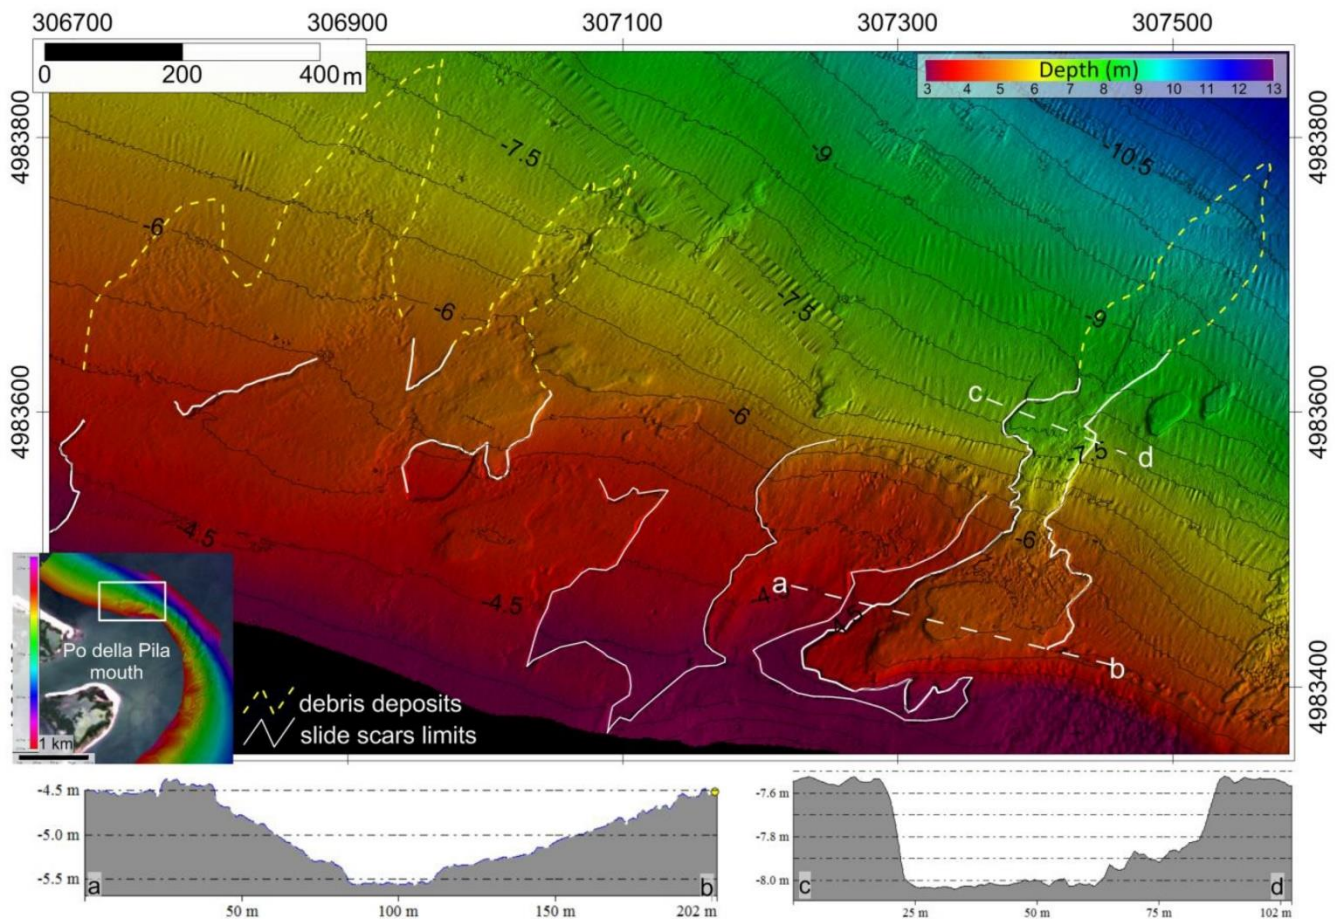 306700 306900 307100 307300 307500
0 200 400 m
Depth (m)
3 4 5 6 7 8 9 10 11 12 13
4983800
4983800
-7.5
-9
-10.5
-6
-6
-7.5
-9
4983600
4983600
c
-6
-7.5
d
-4.5
-6
a
-4.5
b
4983400
Po della Pila
mouth
1 km
debris deposits
slide scars limits
-4.5 m
-5.0 m
-5.5 m
a
b
50 m 100 m 150 m 202 m
-7.6 m
-7.8 m
-8.0 m
c
d
25 m 50 m 75 m 102 m